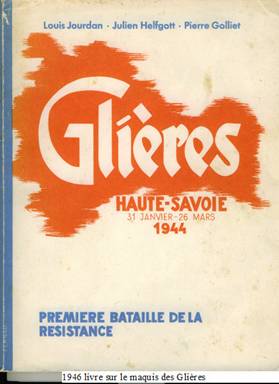 Louis Jourdan · Julien Helfgott · Pierre Golliet
Glières
HAUTE-SAVOIE
31 JANVIER-26 MARS
1944
PREMIERE BATAILLE DE LA
RESISTANCE
1946 livre sur le maquis des Glières